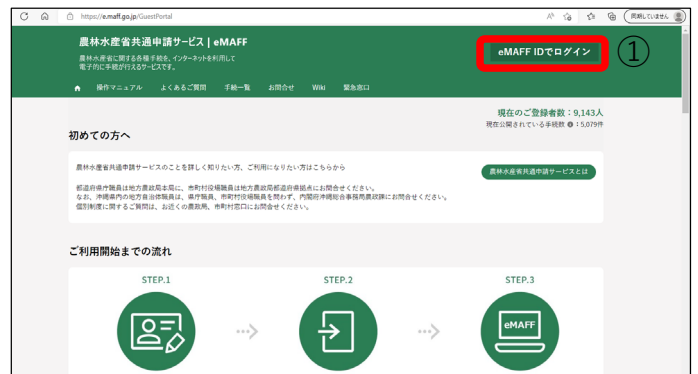 https://e.maff.go.jp/GuestPortal
同期していません
農林水産省共通申請サービス | eMAFF
農林水産省に関する各種手続を、インターネットを利用して
電子的に手続が行えるサービスです。
eMAFF IDでログイン
①
操作マニュアル よくあるご質問 手続一覧 お問合せ Wiki 緊急窓口
現在のご登録者数：9,143人
現在公開されている手続数 ：5,079件
初めての方へ
農林水産省共通申請サービスのことを詳しく知りたい方、ご利用になりたい方はこちらから
農林水産省共通申請サービスとは
都道府県庁職員は地方農政局本局に、市町村役場職員は地方農政局都道府県拠点にお問合せください。
なお、沖縄県内の地方自治体職員は、県庁職員、市町村役場職員を問わず、内閣府沖縄総合事務局農政課にお問合せください。
個別制度に関するご質問は、お近くの農政局、市町村窓口にお問合せください。
ご利用開始までの流れ
STEP.1 STEP.2 STEP.3
eMAFF